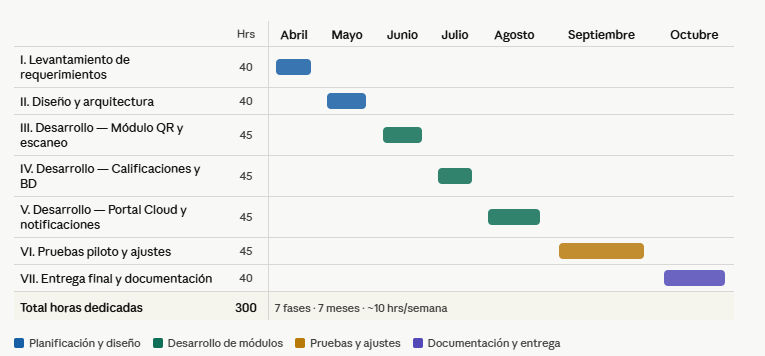 Hrs Abril Mayo Junio Julio Agosto Septiembre Octubre
I. Levantamiento de
requerimientos 40
II. Diseño y arquitectura 40
III. Desarrollo — Módulo QR y
escaneo 45
IV. Desarrollo — Calificaciones y
BD 45
V. Desarrollo — Portal Cloud y
notificaciones 45
VI. Pruebas piloto y ajustes 45
VII. Entrega final y documentación 40
Total horas dedicadas 300 7 fases · 7 meses · ~10 hrs/semana
Planificación y diseño Desarrollo de módulos Pruebas y ajustes Documentación y entrega